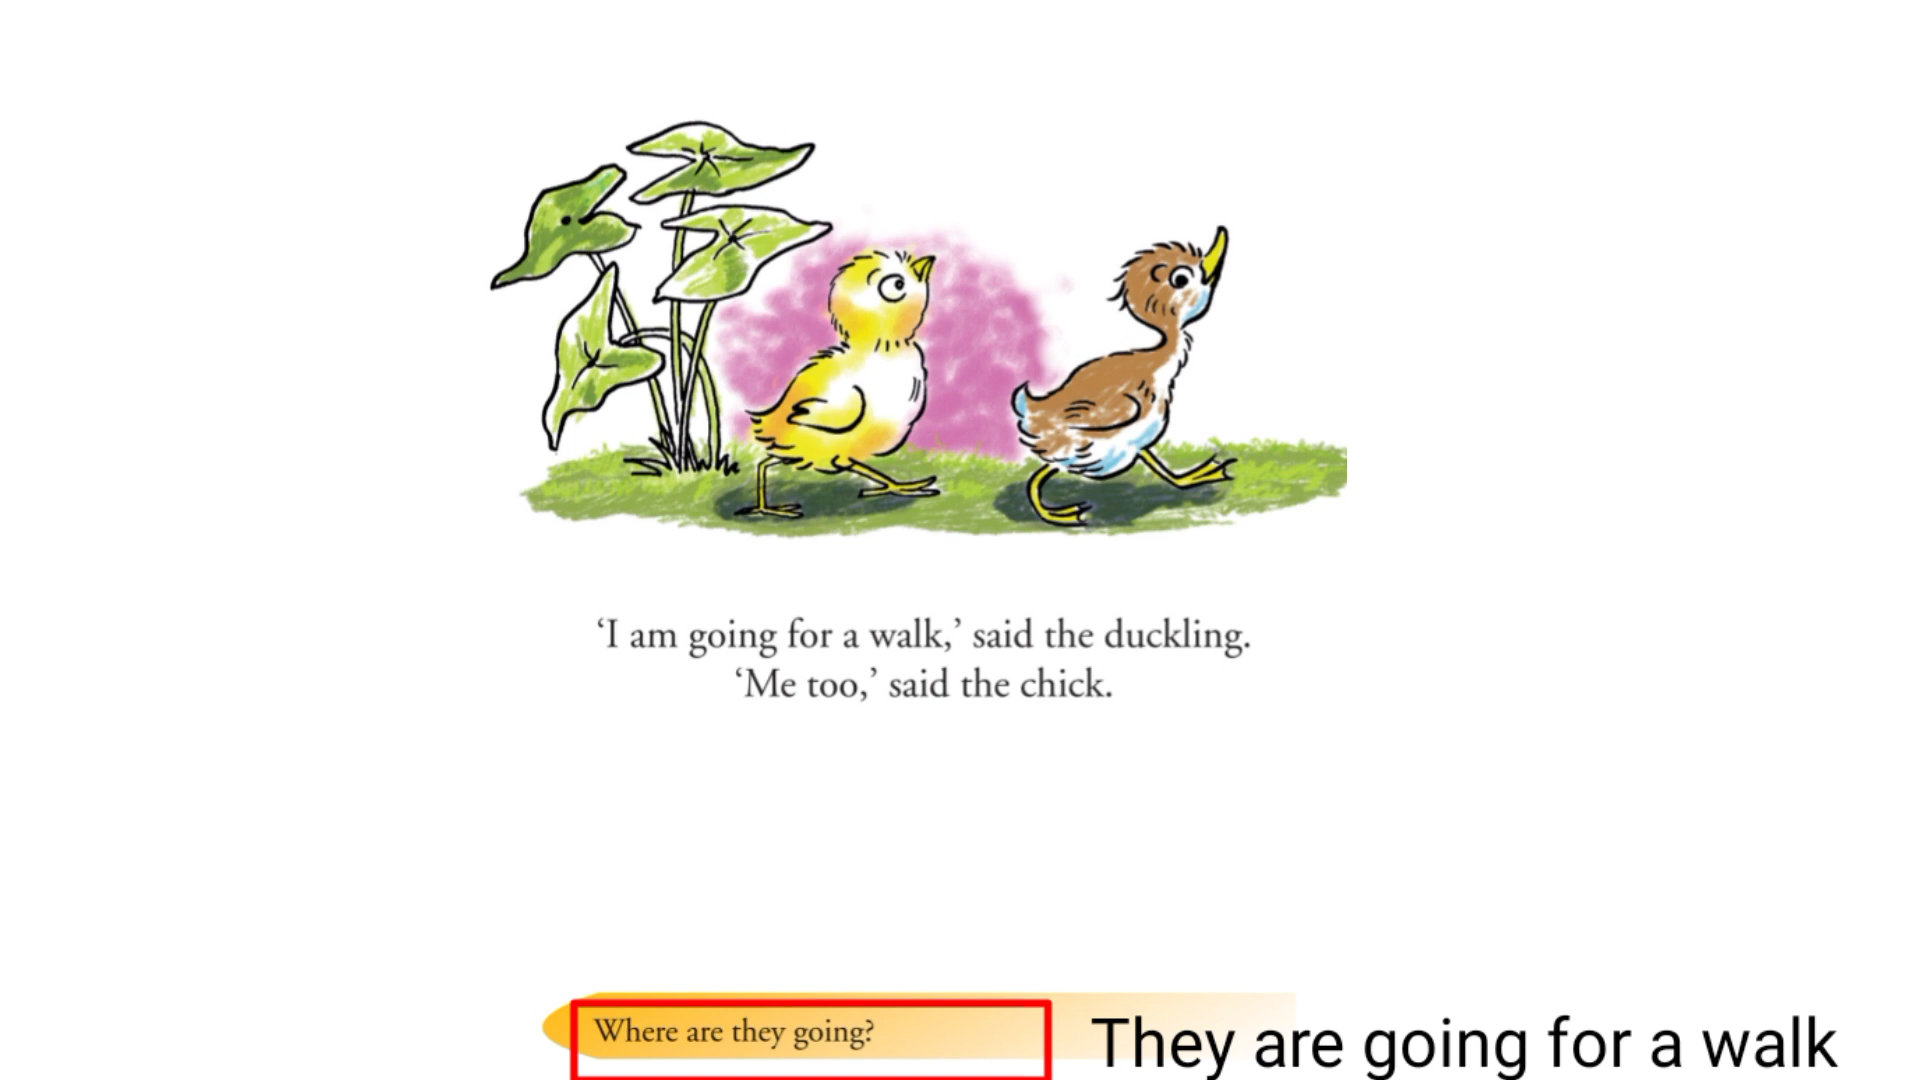 ‘I am going for a walk,’ said the duckling.
‘Me too,’ said the chick.
Where are they going?
They are going for a walk